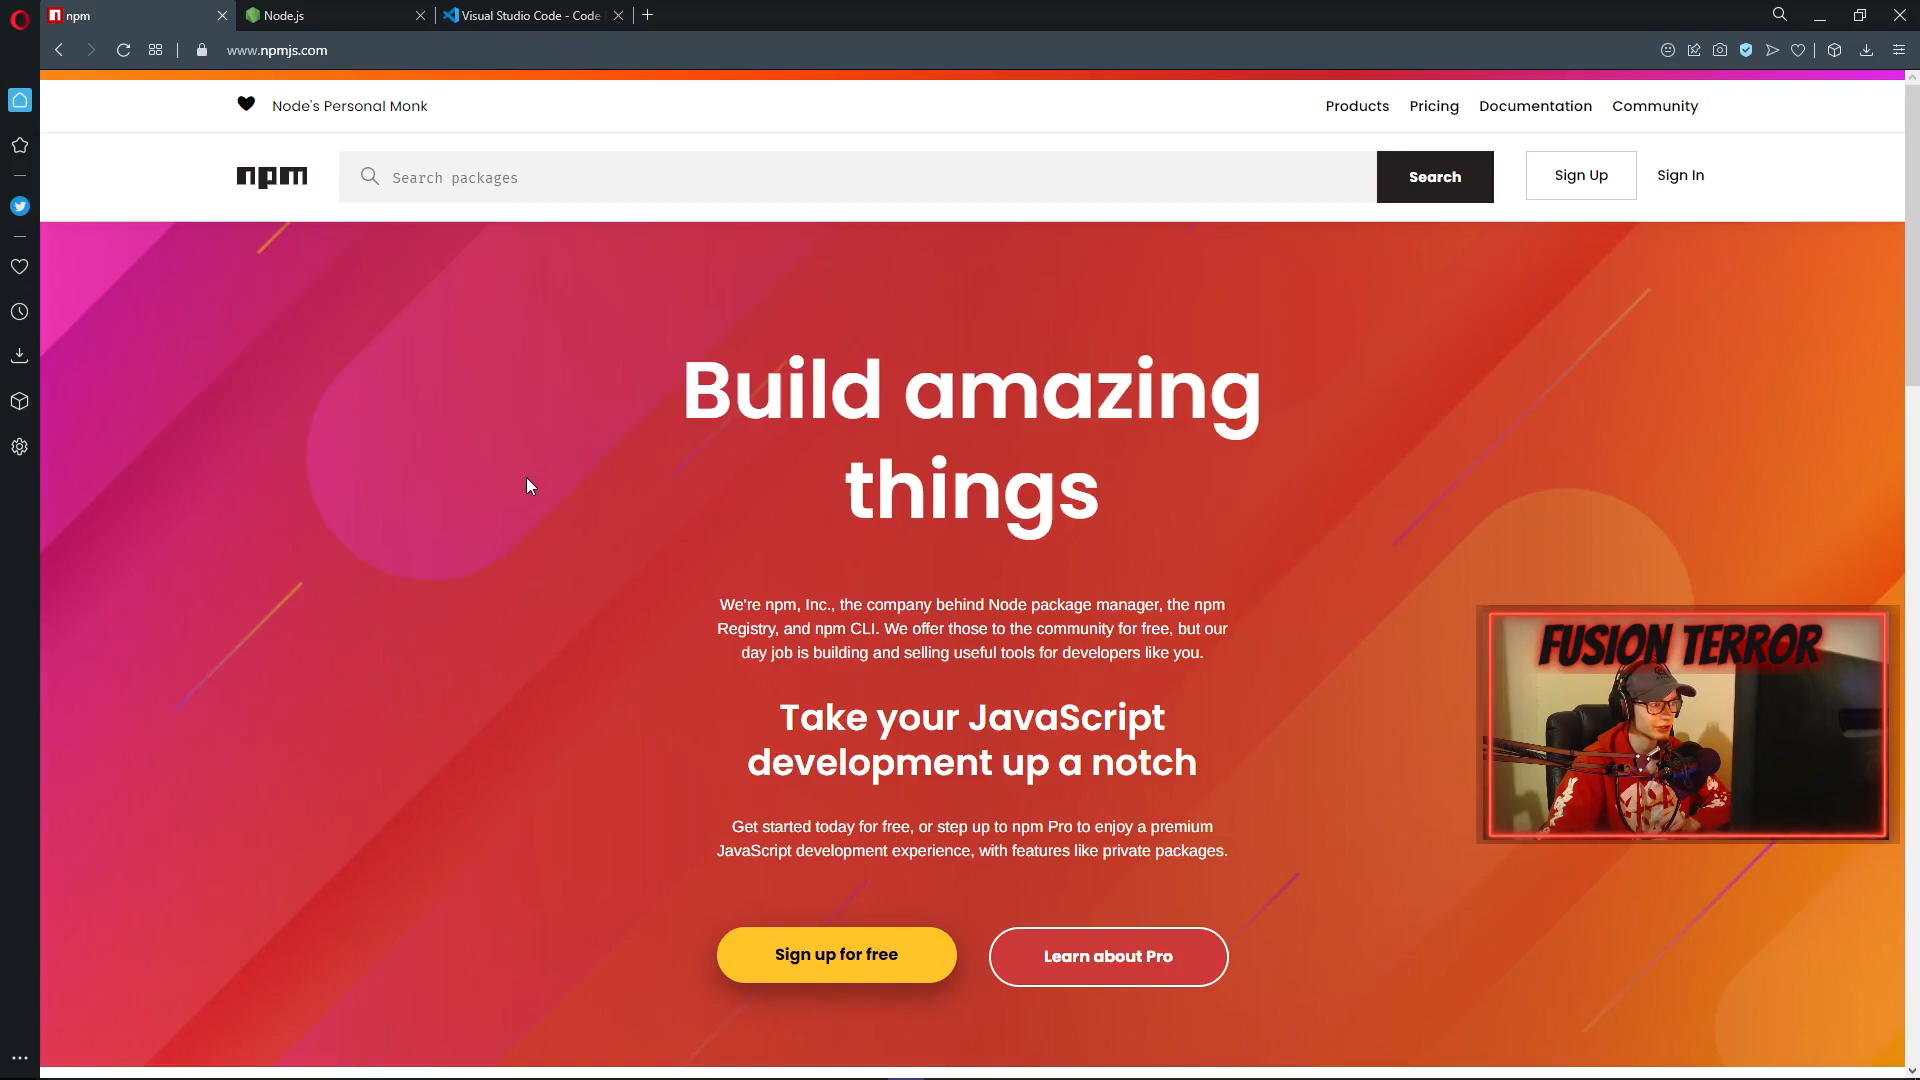 npm
Node.js
Visual Studio Code - Code
www.npmjs.com
Node's Personal Monk
Products
Pricing
Documentation
Community
npm
Search packages
Search
Sign Up
Sign In
Build amazing
things
We're npm, Inc., the company behind Node package manager, the npm
Registry, and npm CLI. We offer those to the community for free, but our
day job is building and selling useful tools for developers like you.
FUSION TERROR
Take your JavaScript
development up a notch
Get started today for free, or step up to npm Pro to enjoy a premium
JavaScript development experience, with features like private packages.
Sign up for free
Learn about Pro